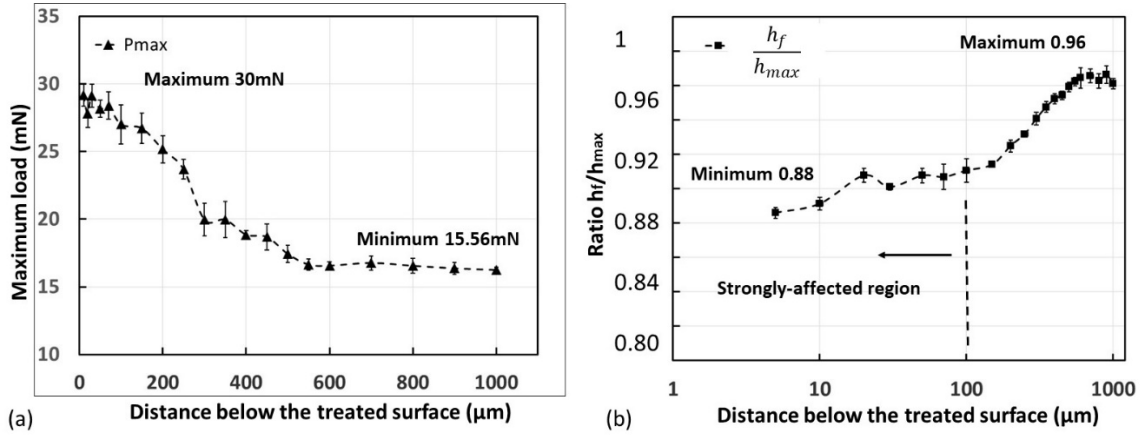 35
30
25
20
15
10
Maximum load (mN)
Pmax
Maximum 30mN
Minimum 15.56mN
0 200 400 600 800 1000
Distance below the treated surface (μm)
(a)
1
0.96
0.92
0.88
0.84
0.80
Ratio hf/hmax
h_f
h_max
Maximum 0.96
Minimum 0.88
Strongly-affected region
1 10 100 1000
Distance below the treated surface (μm)
(b)